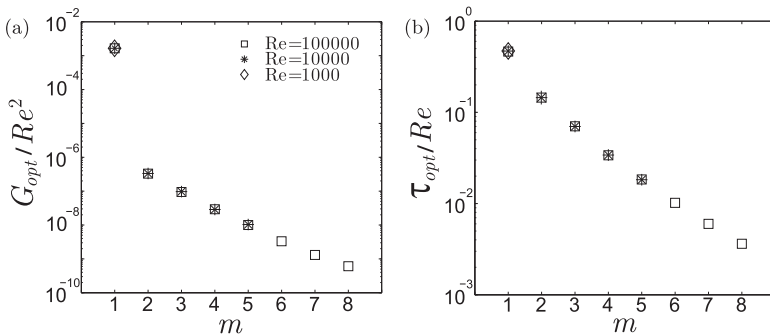 (a)
10^−2
10^−4
10^−6
10^−8
10^−10
G_opt/Re^2
□ Re=100000
* Re=10000
◇ Re=1000
1 2 3 4 5 6 7 8
m
(b)
10^0
10^−1
10^−2
10^−3
τ_opt/Re
1 2 3 4 5 6 7 8
m